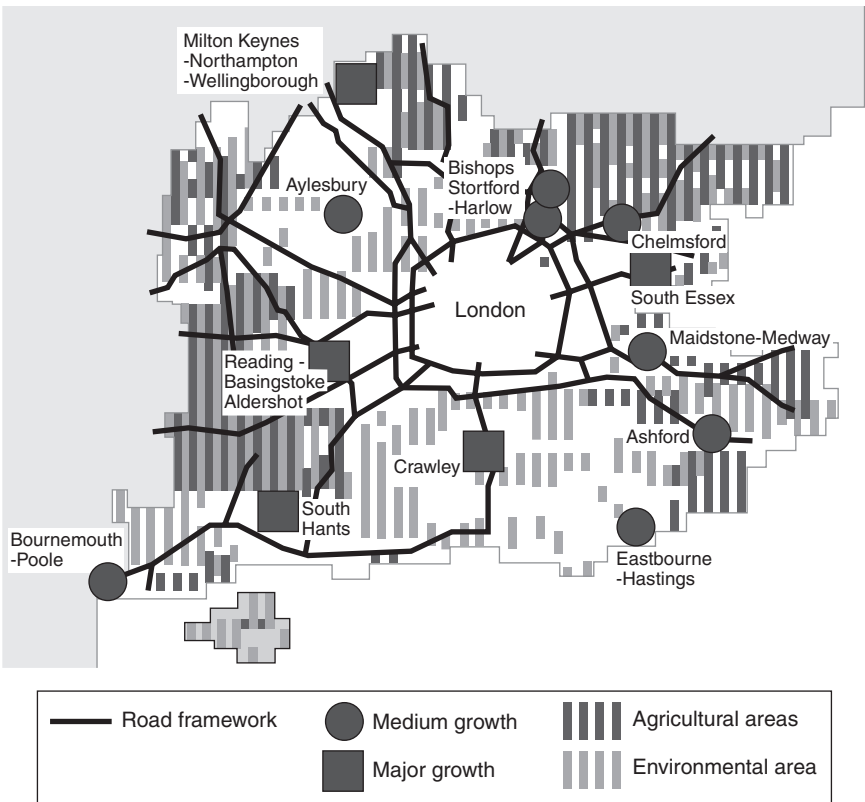 Milton Keynes
-Northampton
-Wellingborough
Aylesbury
Bishops
Stortford
-Harlow
Chelmsford
South Essex
London
Maidstone-Medway
Reading -
Basingstoke
Aldershot
Ashford
Crawley
South
Hants
Bournemouth
-Poole
Eastbourne
-Hastings
Road framework
Medium growth
Agricultural areas
Major growth
Environmental area